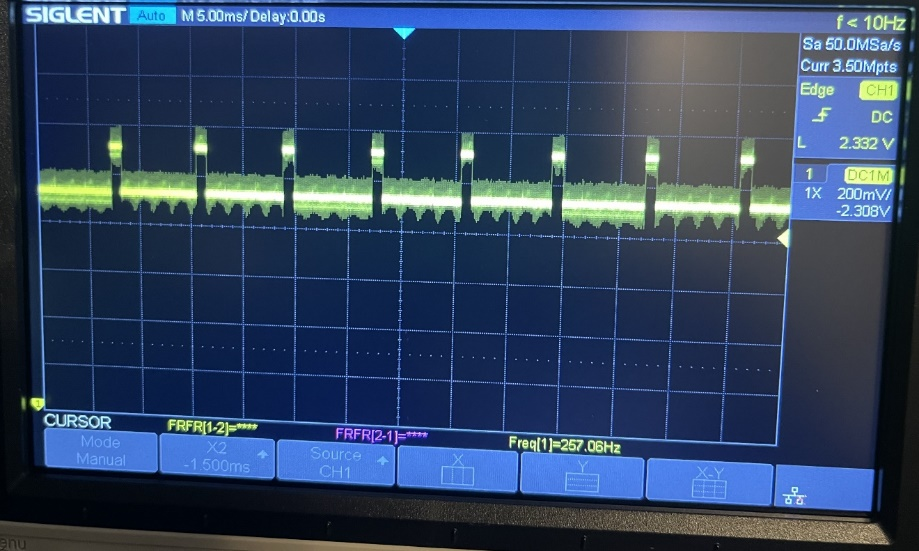 SIGLENT Auto M 5.00ms/ Delay:0.00s f < 10Hz
Sa 50.0MSa/s
Curr 3.50Mpts
Edge CH1
DC
L 2.332 V
1 DC1M
1X 200mV/
-2.308V
1
CURSOR FRFR[1-2]=**** FRFR[2-1]=**** Freq[1]=257.06Hz
Mode
Manual
X2
-1.500ms
Source
CH1
X
Y
X-Y
enu